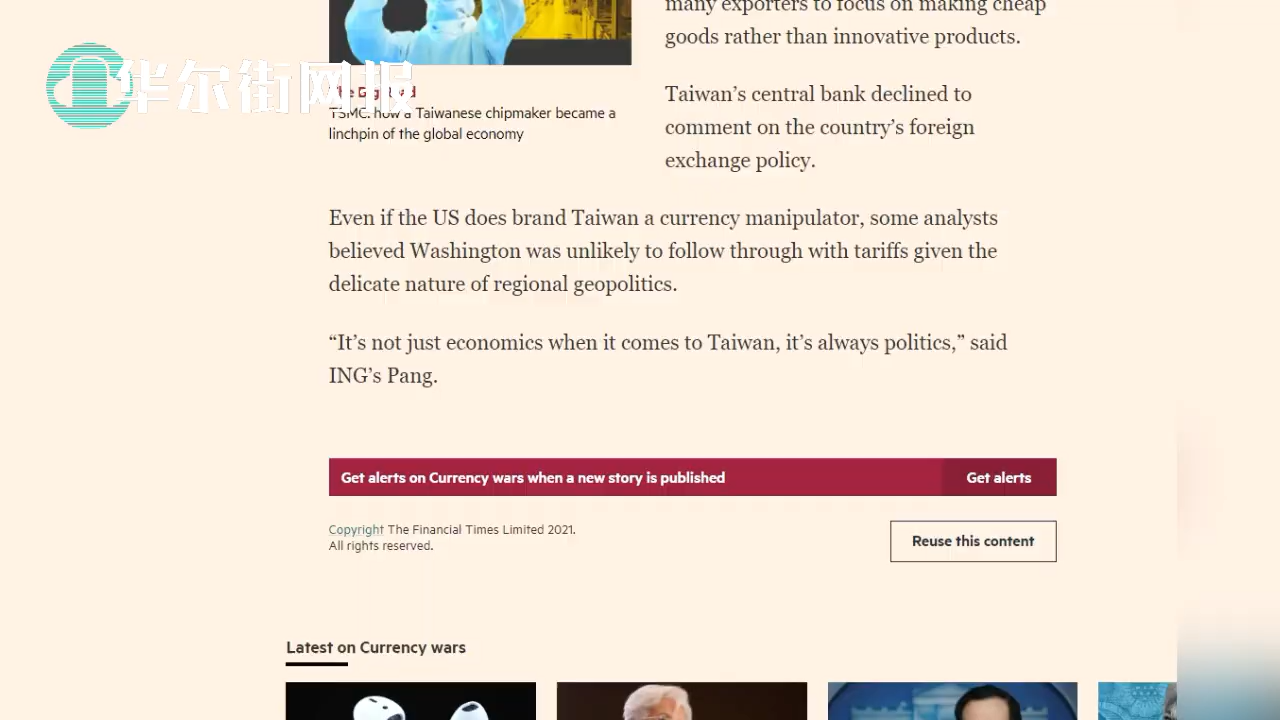 many exporters to focus on making cheap
goods rather than innovative products.
华尔街网报
Taiwan’s central bank declined to
comment on the country’s foreign
exchange policy.
TSMC: how a Taiwanese chipmaker became a
linchpin of the global economy
Even if the US does brand Taiwan a currency manipulator, some analysts
believed Washington was unlikely to follow through with tariffs given the
delicate nature of regional geopolitics.
“It’s not just economics when it comes to Taiwan, it’s always politics,” said
ING’s Pang.
Get alerts on Currency wars when a new story is published
Get alerts
Copyright The Financial Times Limited 2021.
All rights reserved.
Reuse this content
Latest on Currency wars